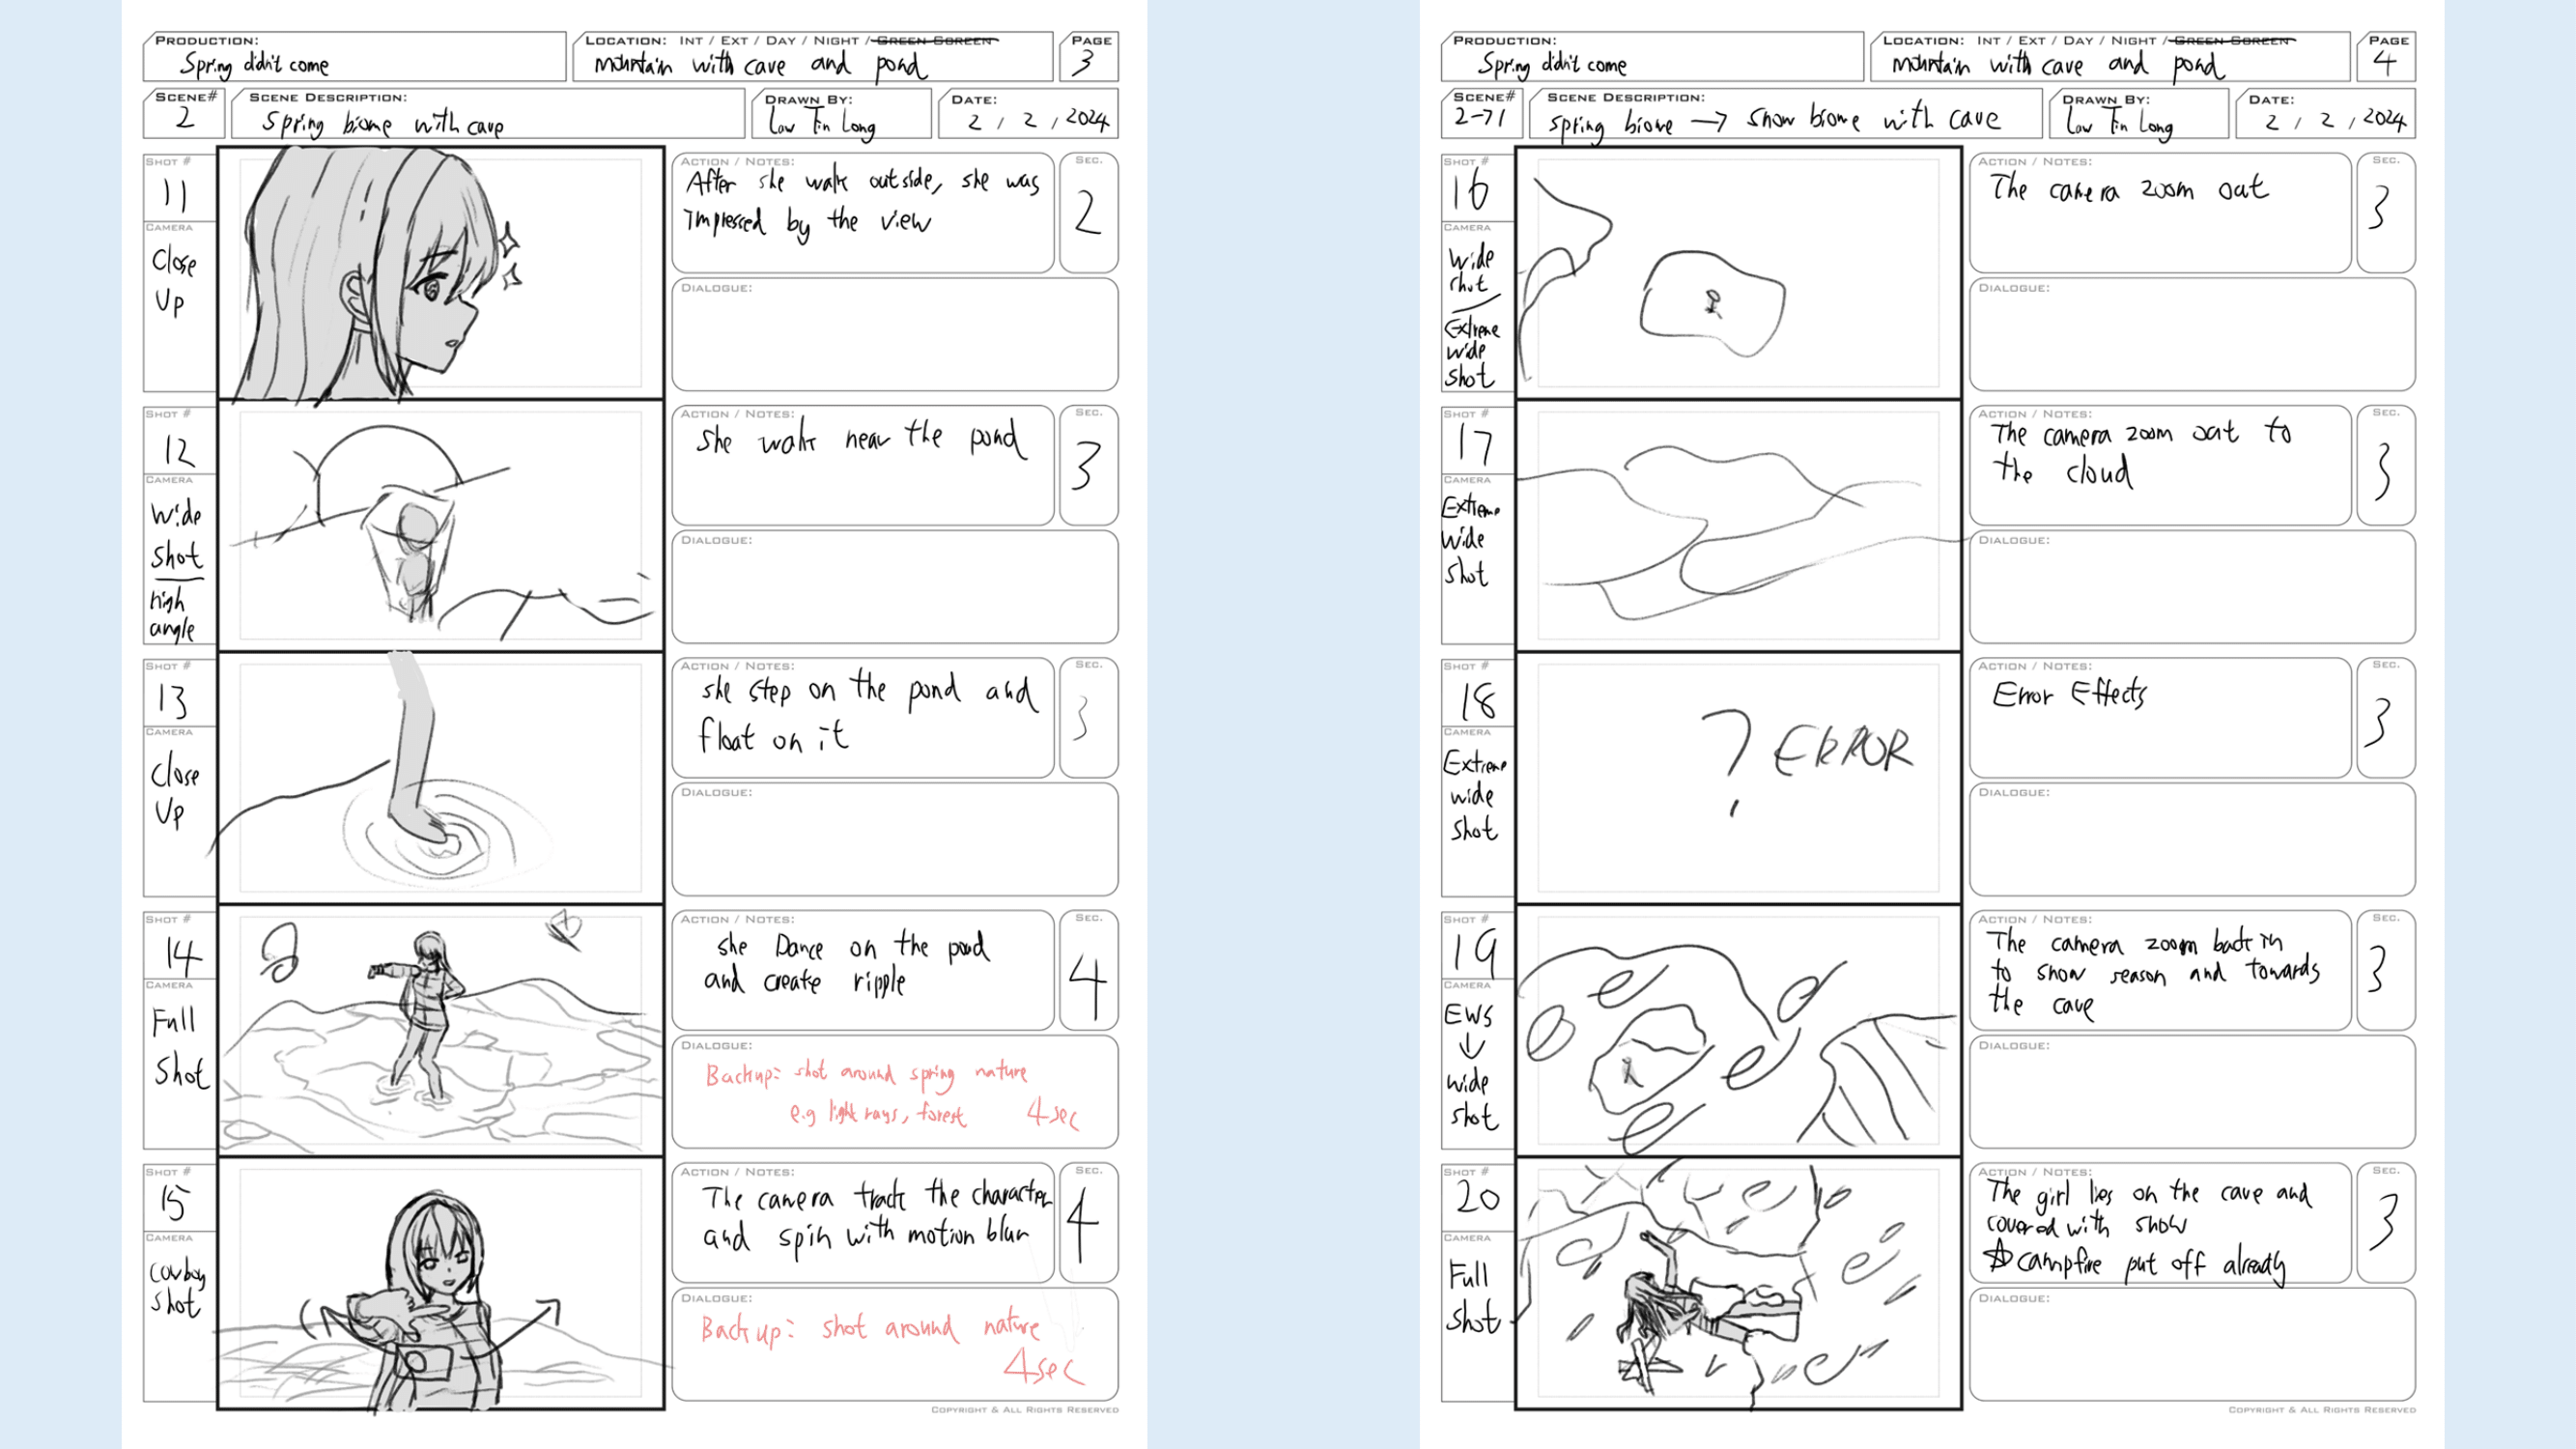 PRODUCTION:
Spring didn't come
LOCATION: INT / EXT / DAY / NIGHT / GREEN SCREEN
mountain with cave and pond
PAGE
3
SCENE#
2
SCENE DESCRIPTION:
Spring biome with cave
DRAWN BY:
Low Tin Long
DATE:
2 / 2 , 2024
SHOT #
11
CAMERA
Close
Up
ACTION / NOTES:
After she walk outside, she was
impressed by the view
SEC.
2
DIALOGUE:
SHOT #
12
CAMERA
Wide
shot
high
angle
ACTION / NOTES:
she walk near the pond
SEC.
3
DIALOGUE:
SHOT #
13
CAMERA
Close
Up
ACTION / NOTES:
she step on the pond and
float on it
SEC.
3
DIALOGUE:
SHOT #
14
CAMERA
Full
Shot
ACTION / NOTES:
she Dance on the pond
and create ripple
SEC.
4
DIALOGUE:
Backup: shot around spring nature
e.g light rays, forest 4sec
SHOT #
15
CAMERA
Cowboy
Shot
ACTION / NOTES:
The camera track the character
and spin with motion blur
SEC.
4
DIALOGUE:
Backup: shot around nature
4sec
COPYRIGHT & ALL RIGHTS RESERVED
PRODUCTION:
Spring didn't come
LOCATION: INT / EXT / DAY / NIGHT / GREEN SCREEN
mountain with cave and pond
PAGE
4
SCENE#
2->1
SCENE DESCRIPTION:
spring biome → snow biome with cave
DRAWN BY:
Low Tin Long
DATE:
2 / 2 , 2024
SHOT #
16
CAMERA
Wide
shot
Extreme
wide
shot
ACTION / NOTES:
The camera zoom out
SEC.
3
DIALOGUE:
SHOT #
17
CAMERA
Extreme
Wide
Shot
ACTION / NOTES:
The camera zoom out to
the cloud
SEC.
3
DIALOGUE:
SHOT #
18
CAMERA
Extreme
wide
shot
? ERROR
ACTION / NOTES:
Error Effects
SEC.
3
DIALOGUE:
SHOT #
19
CAMERA
EWS
↓
wide
shot
ACTION / NOTES:
The camera zoom back in
to snow season and towards
the cave
SEC.
3
DIALOGUE:
SHOT #
20
CAMERA
Full
Shot
ACTION / NOTES:
The girl lies on the cave and
covered with snow
☆ campfire put off already
SEC.
3
DIALOGUE:
COPYRIGHT & ALL RIGHTS RESERVED